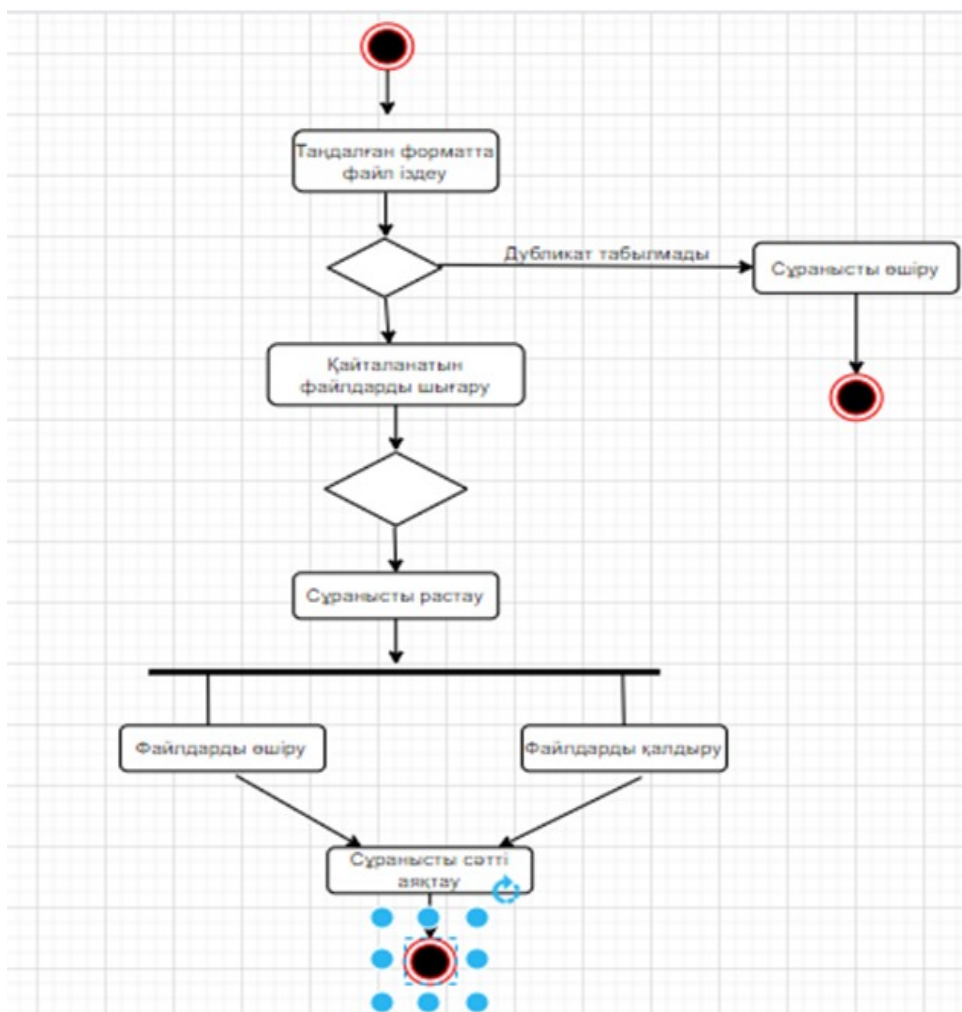 Таңдалған форматта
файл іздеу
Дубликат табылмады
Сұранысты өшіру
Қайталанатын
файлдарды шығару
Сұранысты растау
Файлдарды өшіру
Файлдарды қалдыру
Сұранысты сәтті
аяқтау